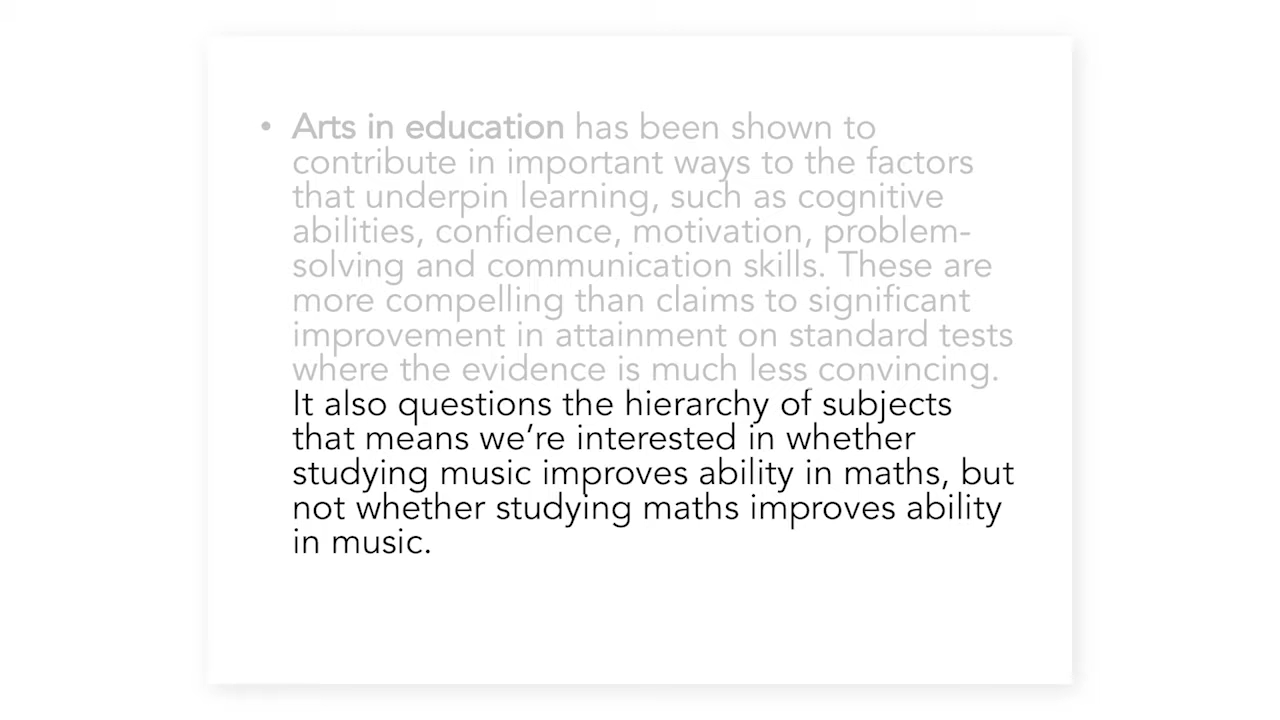 • Arts in education has been shown to
contribute in important ways to the factors
that underpin learning, such as cognitive
abilities, confidence, motivation, problem-
solving and communication skills. These are
more compelling than claims to significant
improvement in attainment on standard tests
where the evidence is much less convincing.
It also questions the hierarchy of subjects
that means we’re interested in whether
studying music improves ability in maths, but
not whether studying maths improves ability
in music.